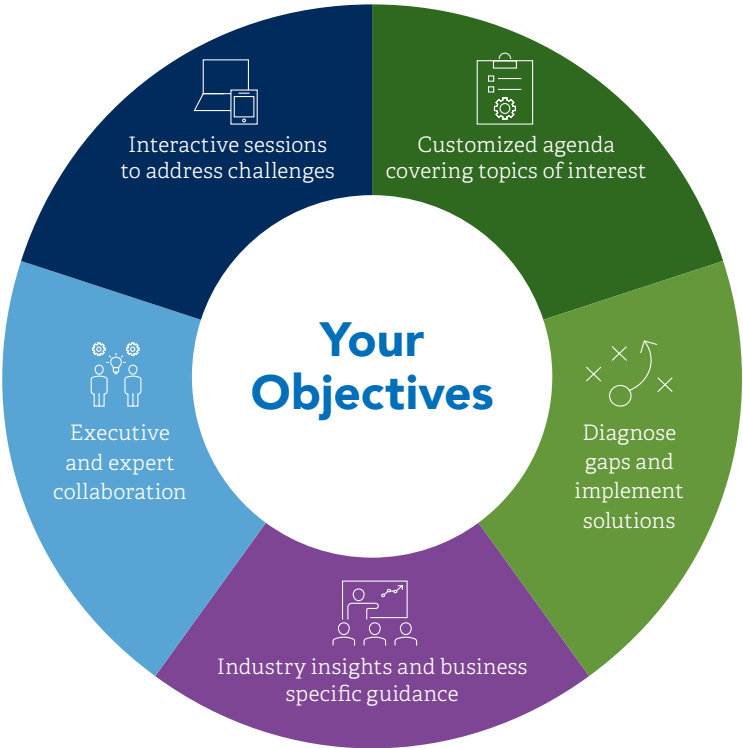 Interactive sessions
to address challenges
Customized agenda
covering topics of interest
Your
Objectives
Executive
and expert
collaboration
Diagnose
gaps and
implement
solutions
Industry insights and business
specific guidance